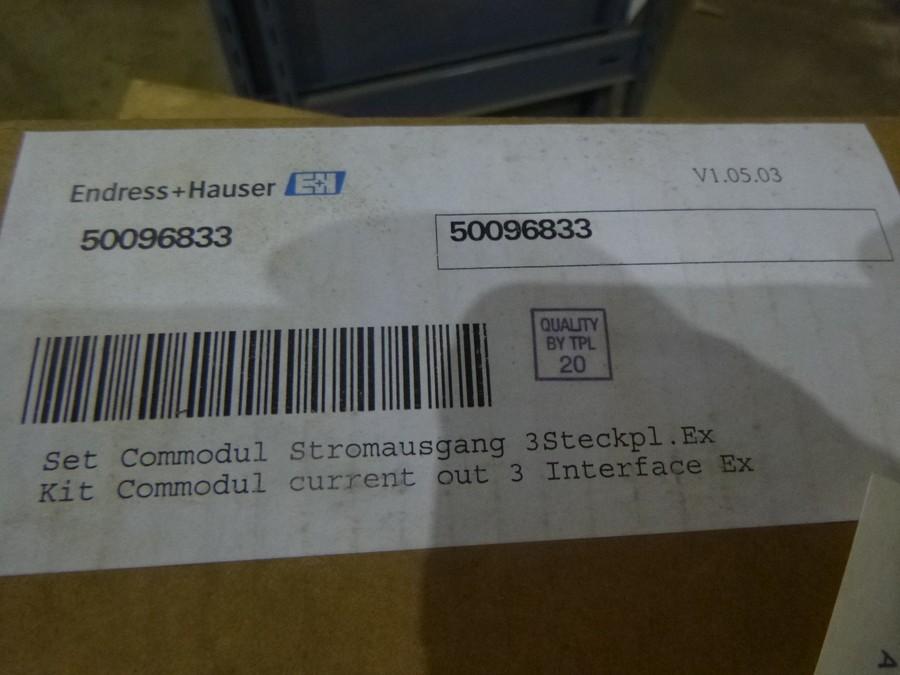 Endress+Hauser EH
V1.05.03
50096833
50096833
QUALITY
BY TPL
20
Set Commodul Stromausgang 3Steckpl.Ex
Kit Commodul current out 3 Interface Ex
A